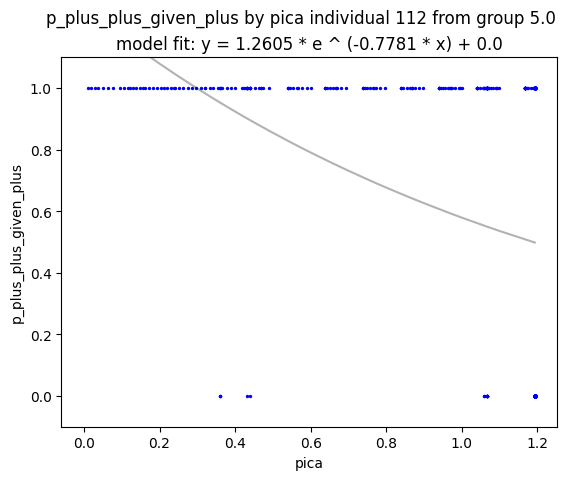 p_plus_plus_given_plus by pica individual 112 from group 5.0
model fit: y = 1.2605 * e ^ (-0.7781 * x) + 0.0
p_plus_plus_given_plus
1.0
0.8
0.6
0.4
0.2
0.0
0.0 0.2 0.4 0.6 0.8 1.0 1.2
pica